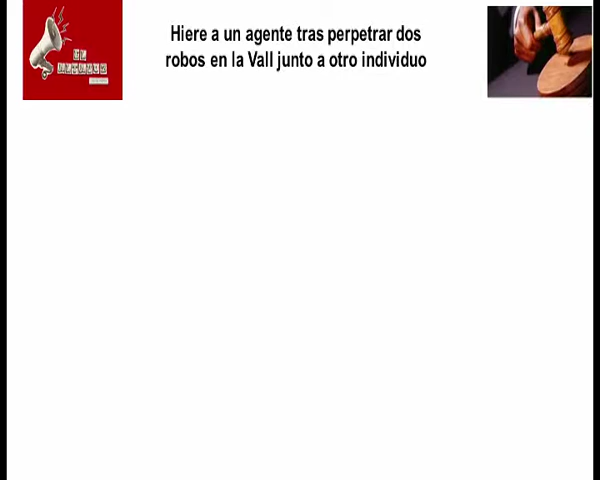 Hiere a un agente tras perpetrar dos
robos en la Vall junto a otro individuo